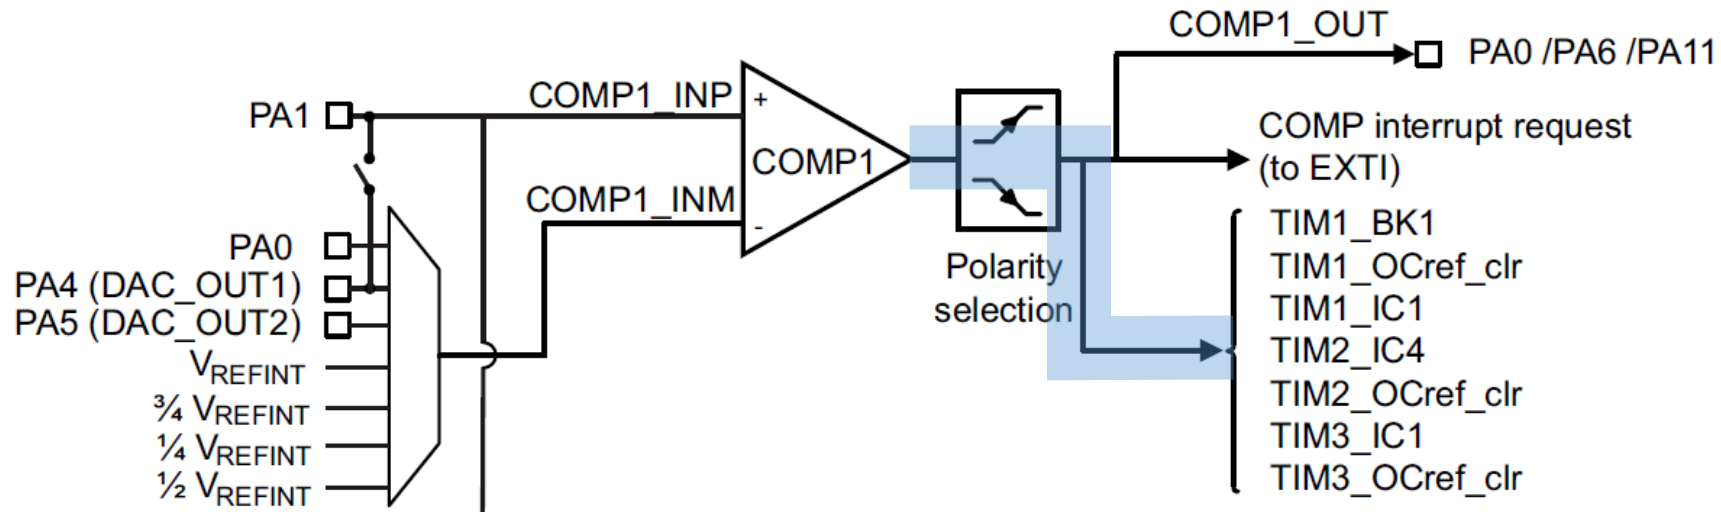 COMP1_OUT
PA0 /PA6 /PA11
PA1
COMP1_INP
+
COMP1
COMP interrupt request
(to EXTI)
COMP1_INM
-
PA0
PA4 (DAC_OUT1)
PA5 (DAC_OUT2)
VREFINT
¾ VREFINT
¼ VREFINT
½ VREFINT
Polarity
selection
TIM1_BK1
TIM1_OCref_clr
TIM1_IC1
TIM2_IC4
TIM2_OCref_clr
TIM3_IC1
TIM3_OCref_clr